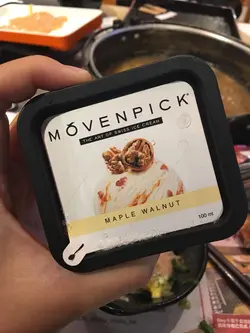 MÖVENPICK
THE ART OF SWISS ICE CREAM
MAPLE WALNUT
100 ml